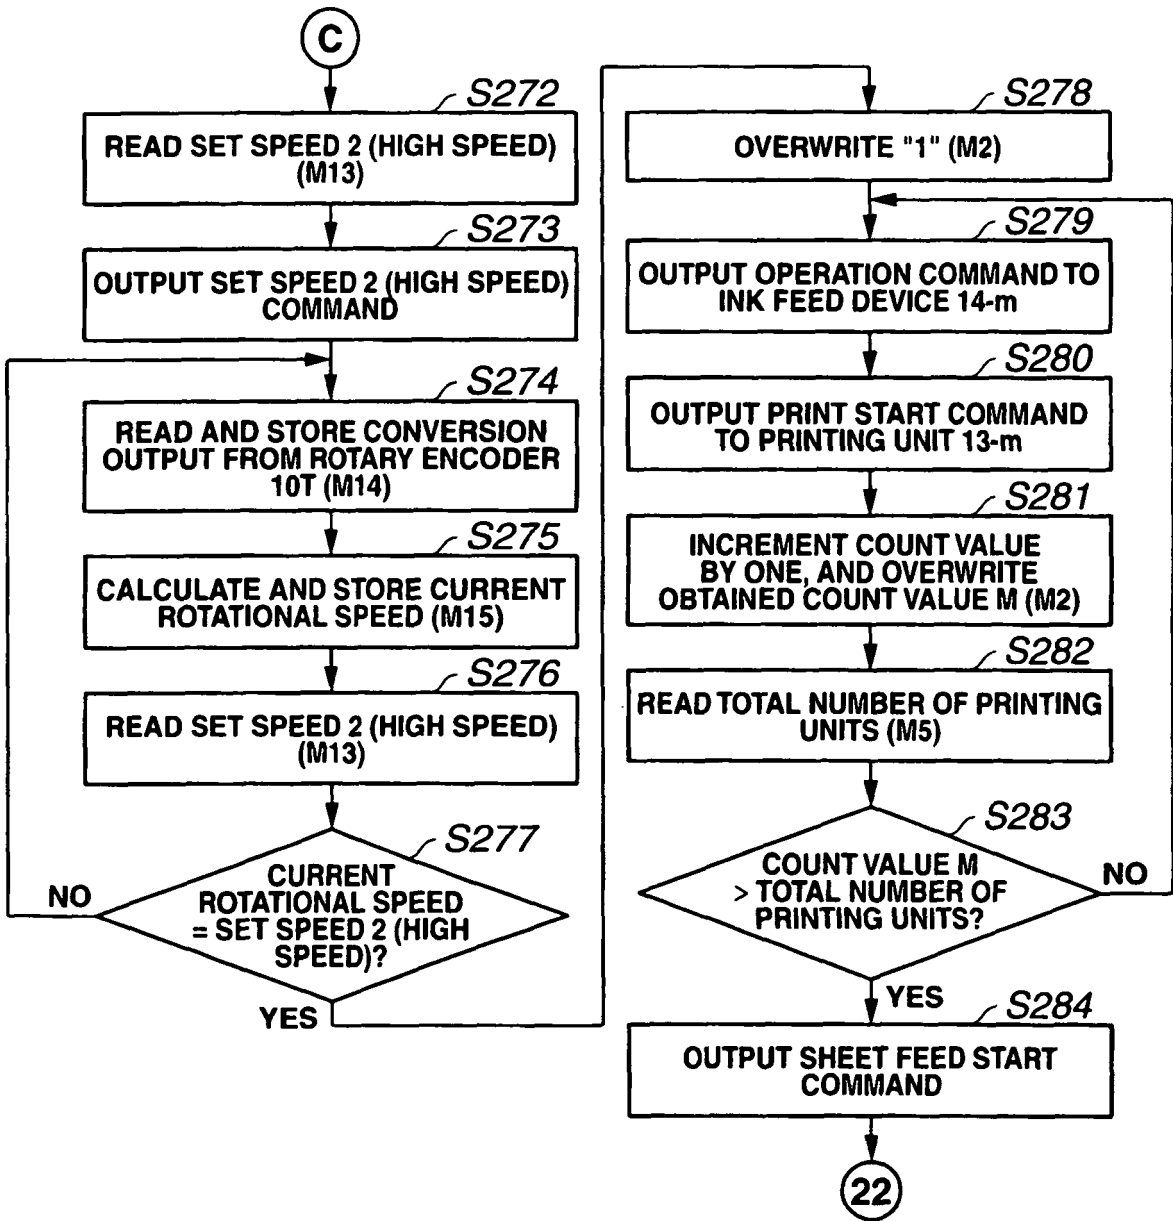 C
S272
READ SET SPEED 2 (HIGH SPEED)
(M13)
S273
OUTPUT SET SPEED 2 (HIGH SPEED)
COMMAND
S274
READ AND STORE CONVERSION
OUTPUT FROM ROTARY ENCODER
10T (M14)
S275
CALCULATE AND STORE CURRENT
ROTATIONAL SPEED (M15)
S276
READ SET SPEED 2 (HIGH SPEED)
(M13)
S277
CURRENT
ROTATIONAL SPEED
= SET SPEED 2 (HIGH
SPEED)?
NO
YES
S278
OVERWRITE "1" (M2)
S279
OUTPUT OPERATION COMMAND TO
INK FEED DEVICE 14-m
S280
OUTPUT PRINT START COMMAND
TO PRINTING UNIT 13-m
S281
INCREMENT COUNT VALUE
BY ONE, AND OVERWRITE
OBTAINED COUNT VALUE M (M2)
S282
READ TOTAL NUMBER OF PRINTING
UNITS (M5)
S283
COUNT VALUE M
> TOTAL NUMBER OF
PRINTING UNITS?
NO
YES
S284
OUTPUT SHEET FEED START
COMMAND
22